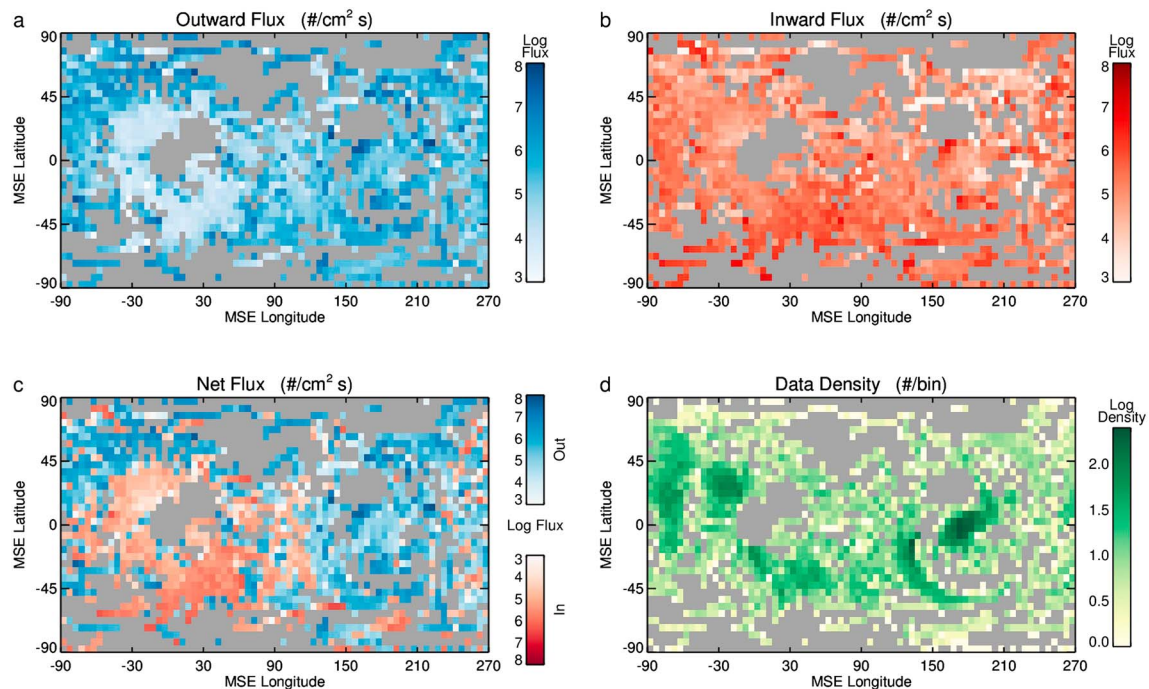 a Outward Flux (#/cm² s)
Log
Flux
90
45
0
-45
-90
MSE Latitude
8
7
6
5
4
3
-90 -30 30 90 150 210 270
MSE Longitude
b Inward Flux (#/cm² s)
Log
Flux
90
45
0
-45
-90
MSE Latitude
8
7
6
5
4
3
-90 -30 30 90 150 210 270
MSE Longitude
c Net Flux (#/cm² s)
90
45
0
-45
-90
MSE Latitude
8
7
6
5
4
3
Out
Log Flux
3
4
5
6
7
8
In
-90 -30 30 90 150 210 270
MSE Longitude
d Data Density (#/bin)
Log
Density
90
45
0
-45
-90
MSE Latitude
2.0
1.5
1.0
0.5
0.0
-90 -30 30 90 150 210 270
MSE Longitude